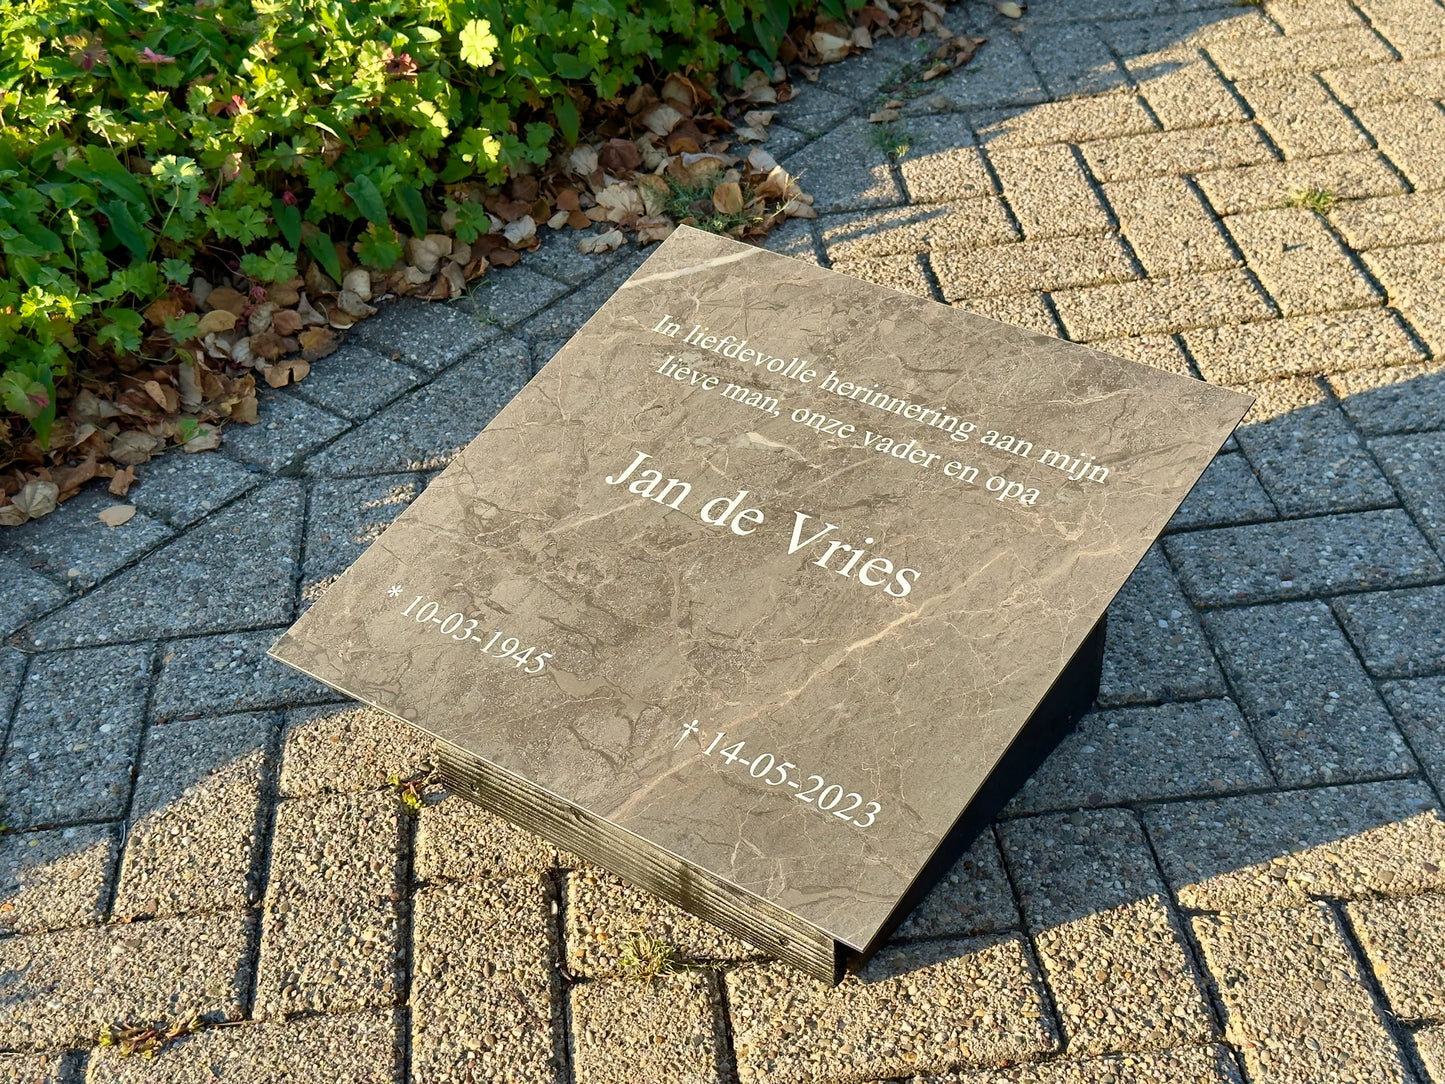 In liefdevolle herinnering aan mijn
lieve man, onze vader en opa
Jan de Vries
* 10-03-1945
† 14-05-2023